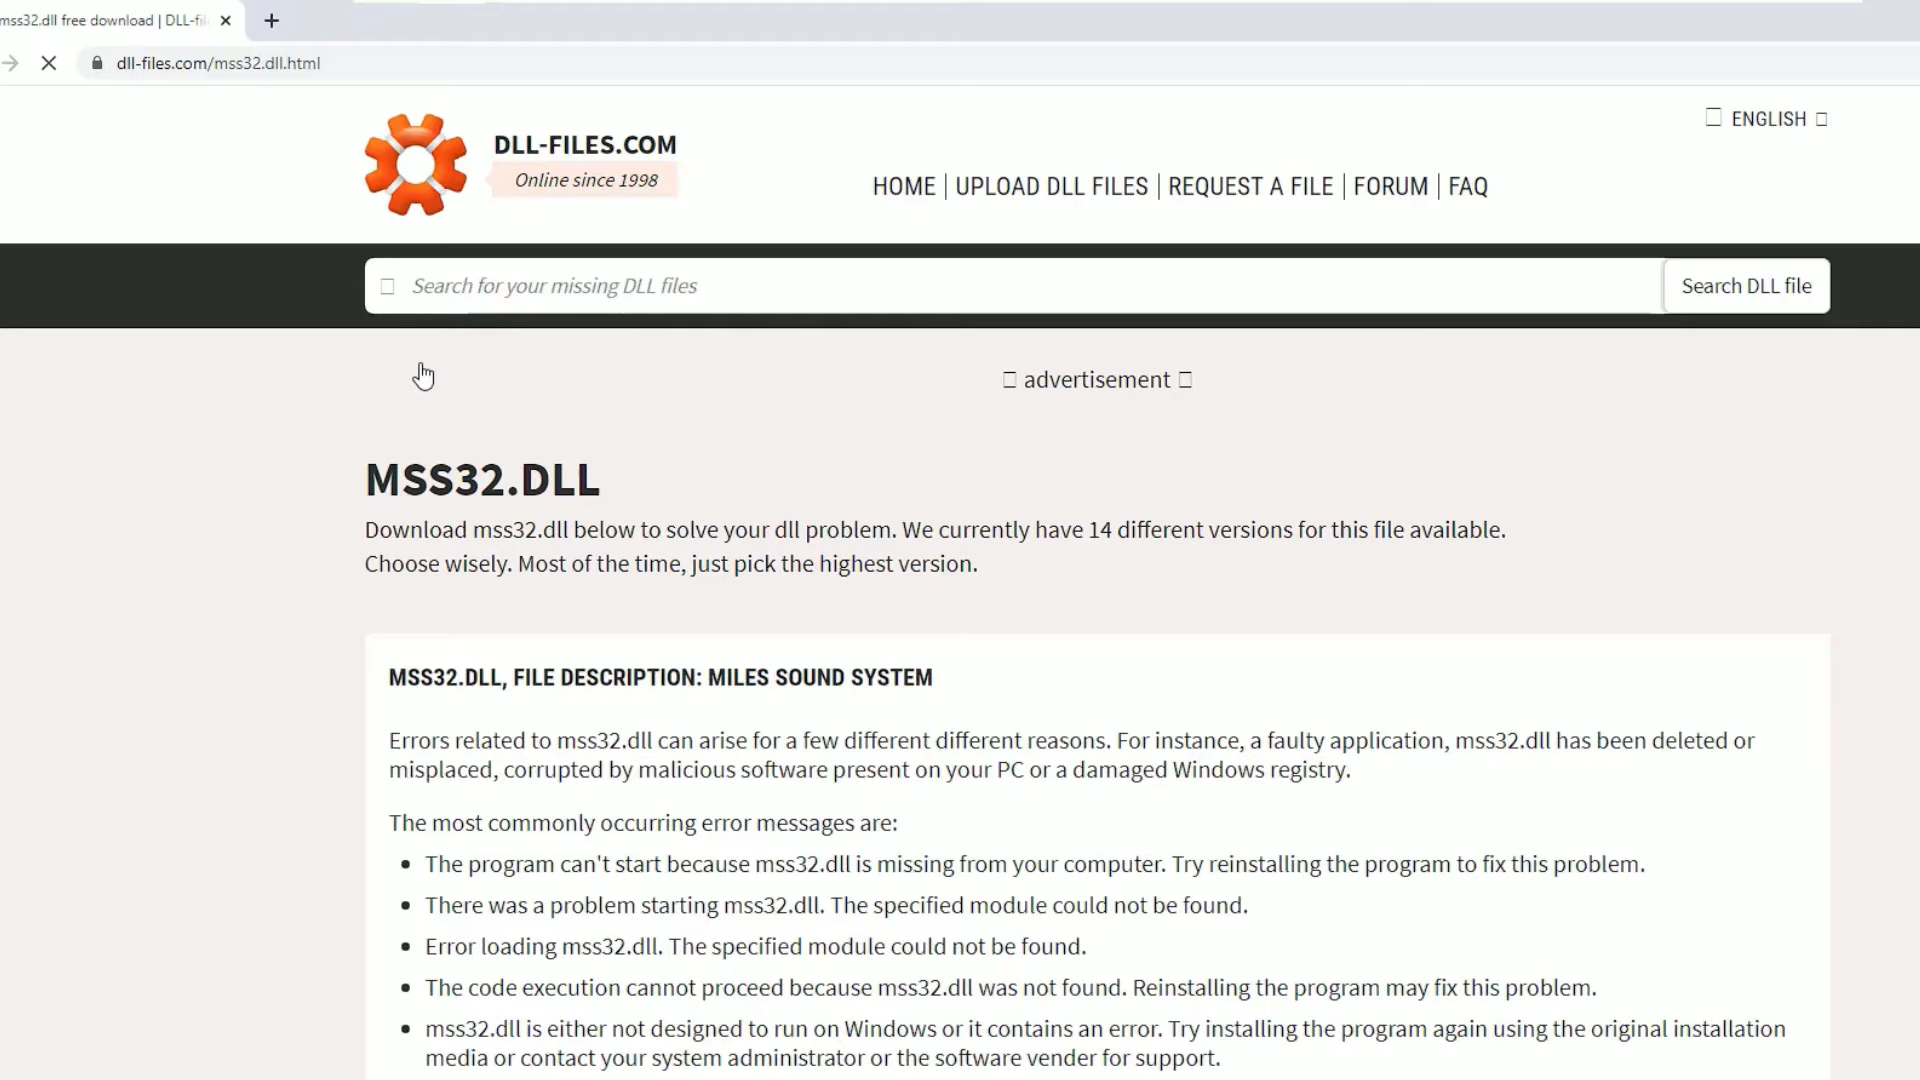 mss32.dll free download | DLL-fil
dll-files.com/mss32.dll.html
ENGLISH
DLL-FILES.COM
Online since 1998
HOME | UPLOAD DLL FILES | REQUEST A FILE | FORUM | FAQ
Search for your missing DLL files
Search DLL file
advertisement
MSS32.DLL
Download mss32.dll below to solve your dll problem. We currently have 14 different versions for this file available.
Choose wisely. Most of the time, just pick the highest version.
MSS32.DLL, FILE DESCRIPTION: MILES SOUND SYSTEM
Errors related to mss32.dll can arise for a few different different reasons. For instance, a faulty application, mss32.dll has been deleted or
misplaced, corrupted by malicious software present on your PC or a damaged Windows registry.
The most commonly occurring error messages are:
• The program can't start because mss32.dll is missing from your computer. Try reinstalling the program to fix this problem.
• There was a problem starting mss32.dll. The specified module could not be found.
• Error loading mss32.dll. The specified module could not be found.
• The code execution cannot proceed because mss32.dll was not found. Reinstalling the program may fix this problem.
• mss32.dll is either not designed to run on Windows or it contains an error. Try installing the program again using the original installation
media or contact your system administrator or the software vender for support.